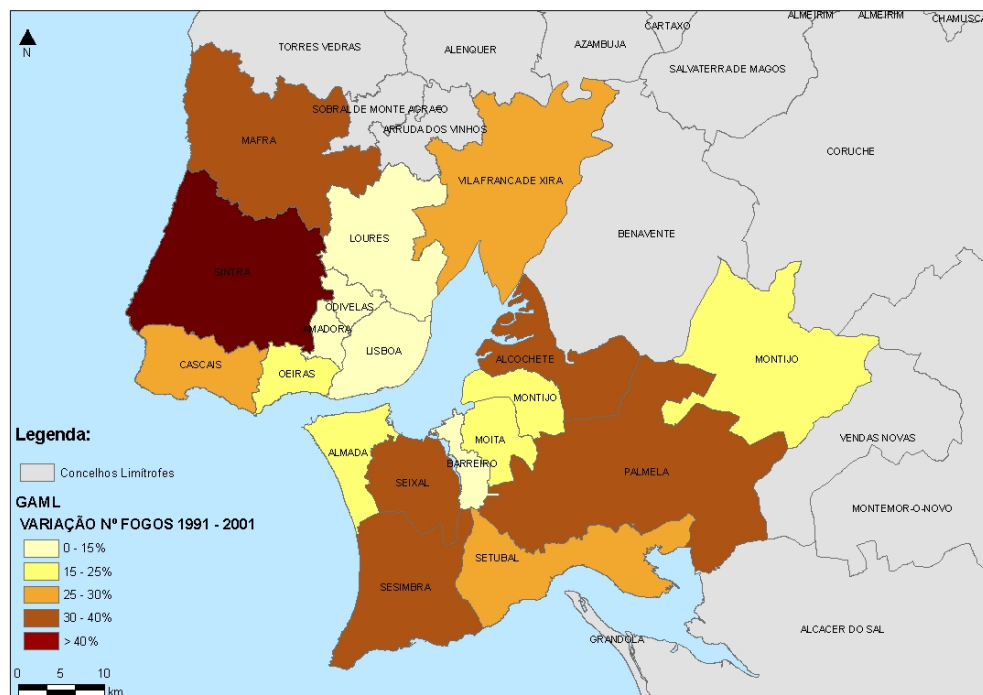 CARTAXO
ALMEIRIM
ALMEIRIM
CHAMUSCA
TORRES VEDRAS
ALENQUER
AZAMBUJA
SALVATERRA DE MAGOS
N
SOBRAL DE MONTE AGRAÇO
ARRUDA DOS VINHOS
MAFRA
CORUCHE
VILA FRANCA DE XIRA
BENAVENTE
LOURES
SINTRA
ODIVELAS
AMADORA
LISBOA
ALCOCHETE
MONTIJO
CASCAIS
OEIRAS
MONTIJO
Legenda:
ALMADA
MOITA
VENDAS NOVAS
BARREIRO
PALMELA
Concelhos Limítrofes
SEIXAL
GAML
MONTEMOR-O-NOVO
VARIAÇÃO Nº FOGOS 1991 - 2001
0 - 15%
15 - 25%
25 - 30%
30 - 40%
> 40%
SETUBAL
SESIMBRA
ALCACER DO SAL
GRANDOLA
0 5 10
km